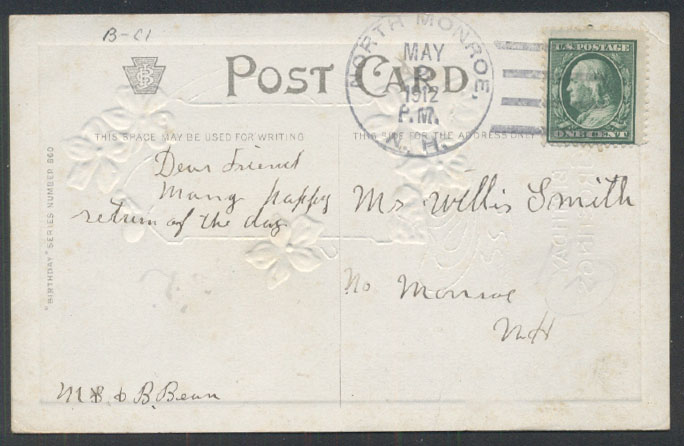 B-C1
POST CARD
NORTH MONROE,
MAY
1912
P.M.
N. H.
U.S. POSTAGE
ONE CENT
THIS SPACE MAY BE USED FOR WRITING
THIS SIDE FOR THE ADDRESS ONLY
"BIRTHDAY" SERIES NUMBER 860
Dear Friend
Many happy
return of the day
Mr Willis Smith
No Monroe
NH
B. Bean